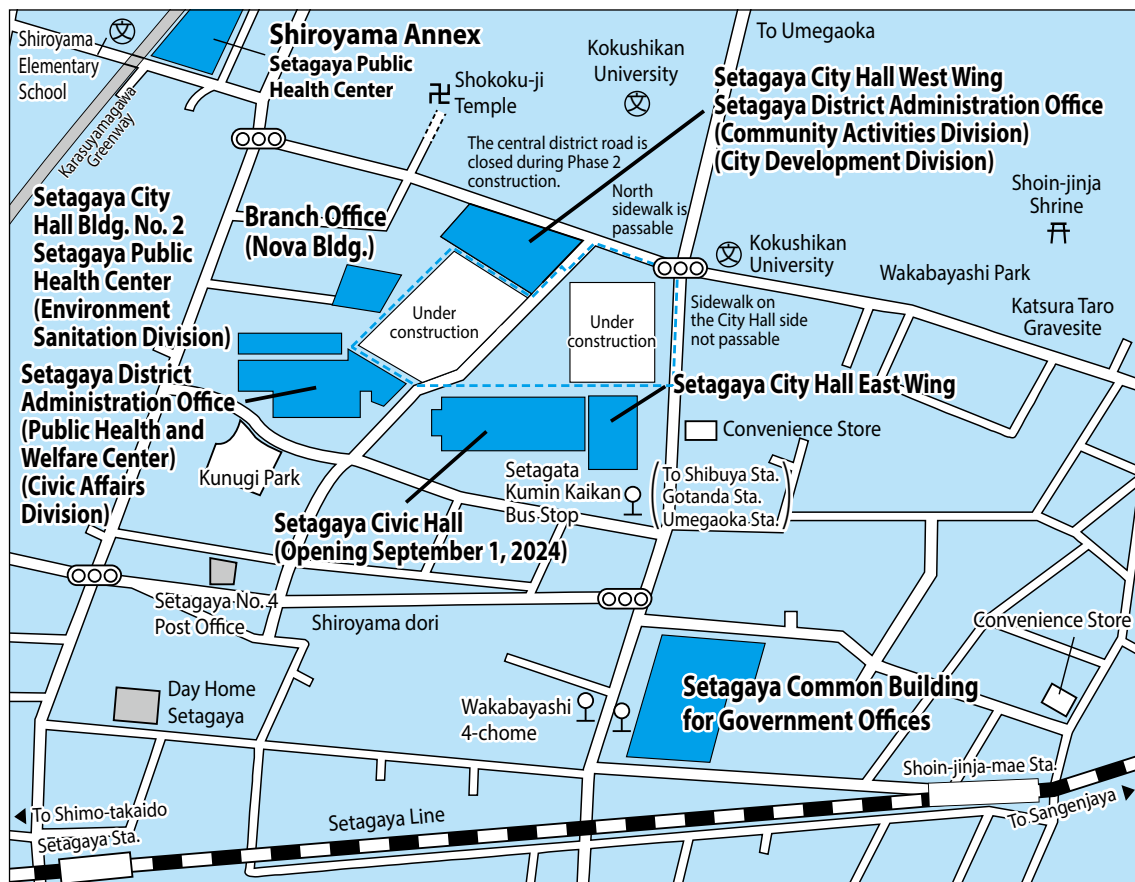 Shiroyama
Elementary
School
文
Shiroyama Annex
Setagaya Public
Health Center
Karasuyamagawa
Greenway
Shokoku-ji
Temple
Kokushikan
University
文
To Umegaoka
Setagaya City Hall West Wing
Setagaya District Administration Office
(Community Activities Division)
(City Development Division)
The central district road is
closed during Phase 2
construction.
North
sidewalk is
passable
Shoin-jinja
Shrine
Setagaya City
Hall Bldg. No. 2
Setagaya Public
Health Center
(Environment
Sanitation Division)
Branch Office
(Nova Bldg.)
文
Kokushikan
University
Wakabayashi Park
Katsura Taro
Gravesite
Under
construction
Under
construction
Sidewalk on
the City Hall side
not passable
Setagaya District
Administration Office
(Public Health and
Welfare Center)
(Civic Affairs
Division)
Setagaya City Hall East Wing
Convenience Store
Kunugi Park
Setagata
Kumin Kaikan
Bus Stop
(To Shibuya Sta.
Gotanda Sta.
Umegaoka Sta.)
Setagaya Civic Hall
(Opening September 1, 2024)
Setagaya No. 4
Post Office
Shiroyama dori
Convenience Store
Day Home
Setagaya
Wakabayashi
4-chome
Setagaya Common Building
for Government Offices
Shoin-jinja-mae Sta.
To Shimo-takaido
Setagaya Sta.
Setagaya Line
To Sangenjaya